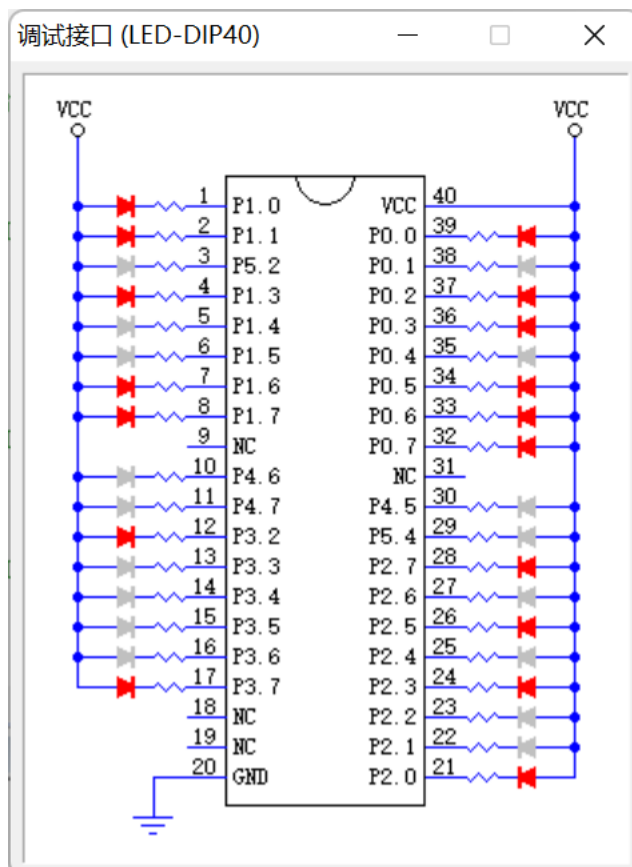 调试接口 (LED-DIP40)
VCC VCC
1 P1.0 VCC 40
2 P1.1 P0.0 39
3 P5.2 P0.1 38
4 P1.3 P0.2 37
5 P1.4 P0.3 36
6 P1.5 P0.4 35
7 P1.6 P0.5 34
8 P1.7 P0.6 33
9 NC P0.7 32
10 P4.6 NC 31
11 P4.7 P4.5 30
12 P3.2 P5.4 29
13 P3.3 P2.7 28
14 P3.4 P2.6 27
15 P3.5 P2.5 26
16 P3.6 P2.4 25
17 P3.7 P2.3 24
18 NC P2.2 23
19 NC P2.1 22
20 GND P2.0 21